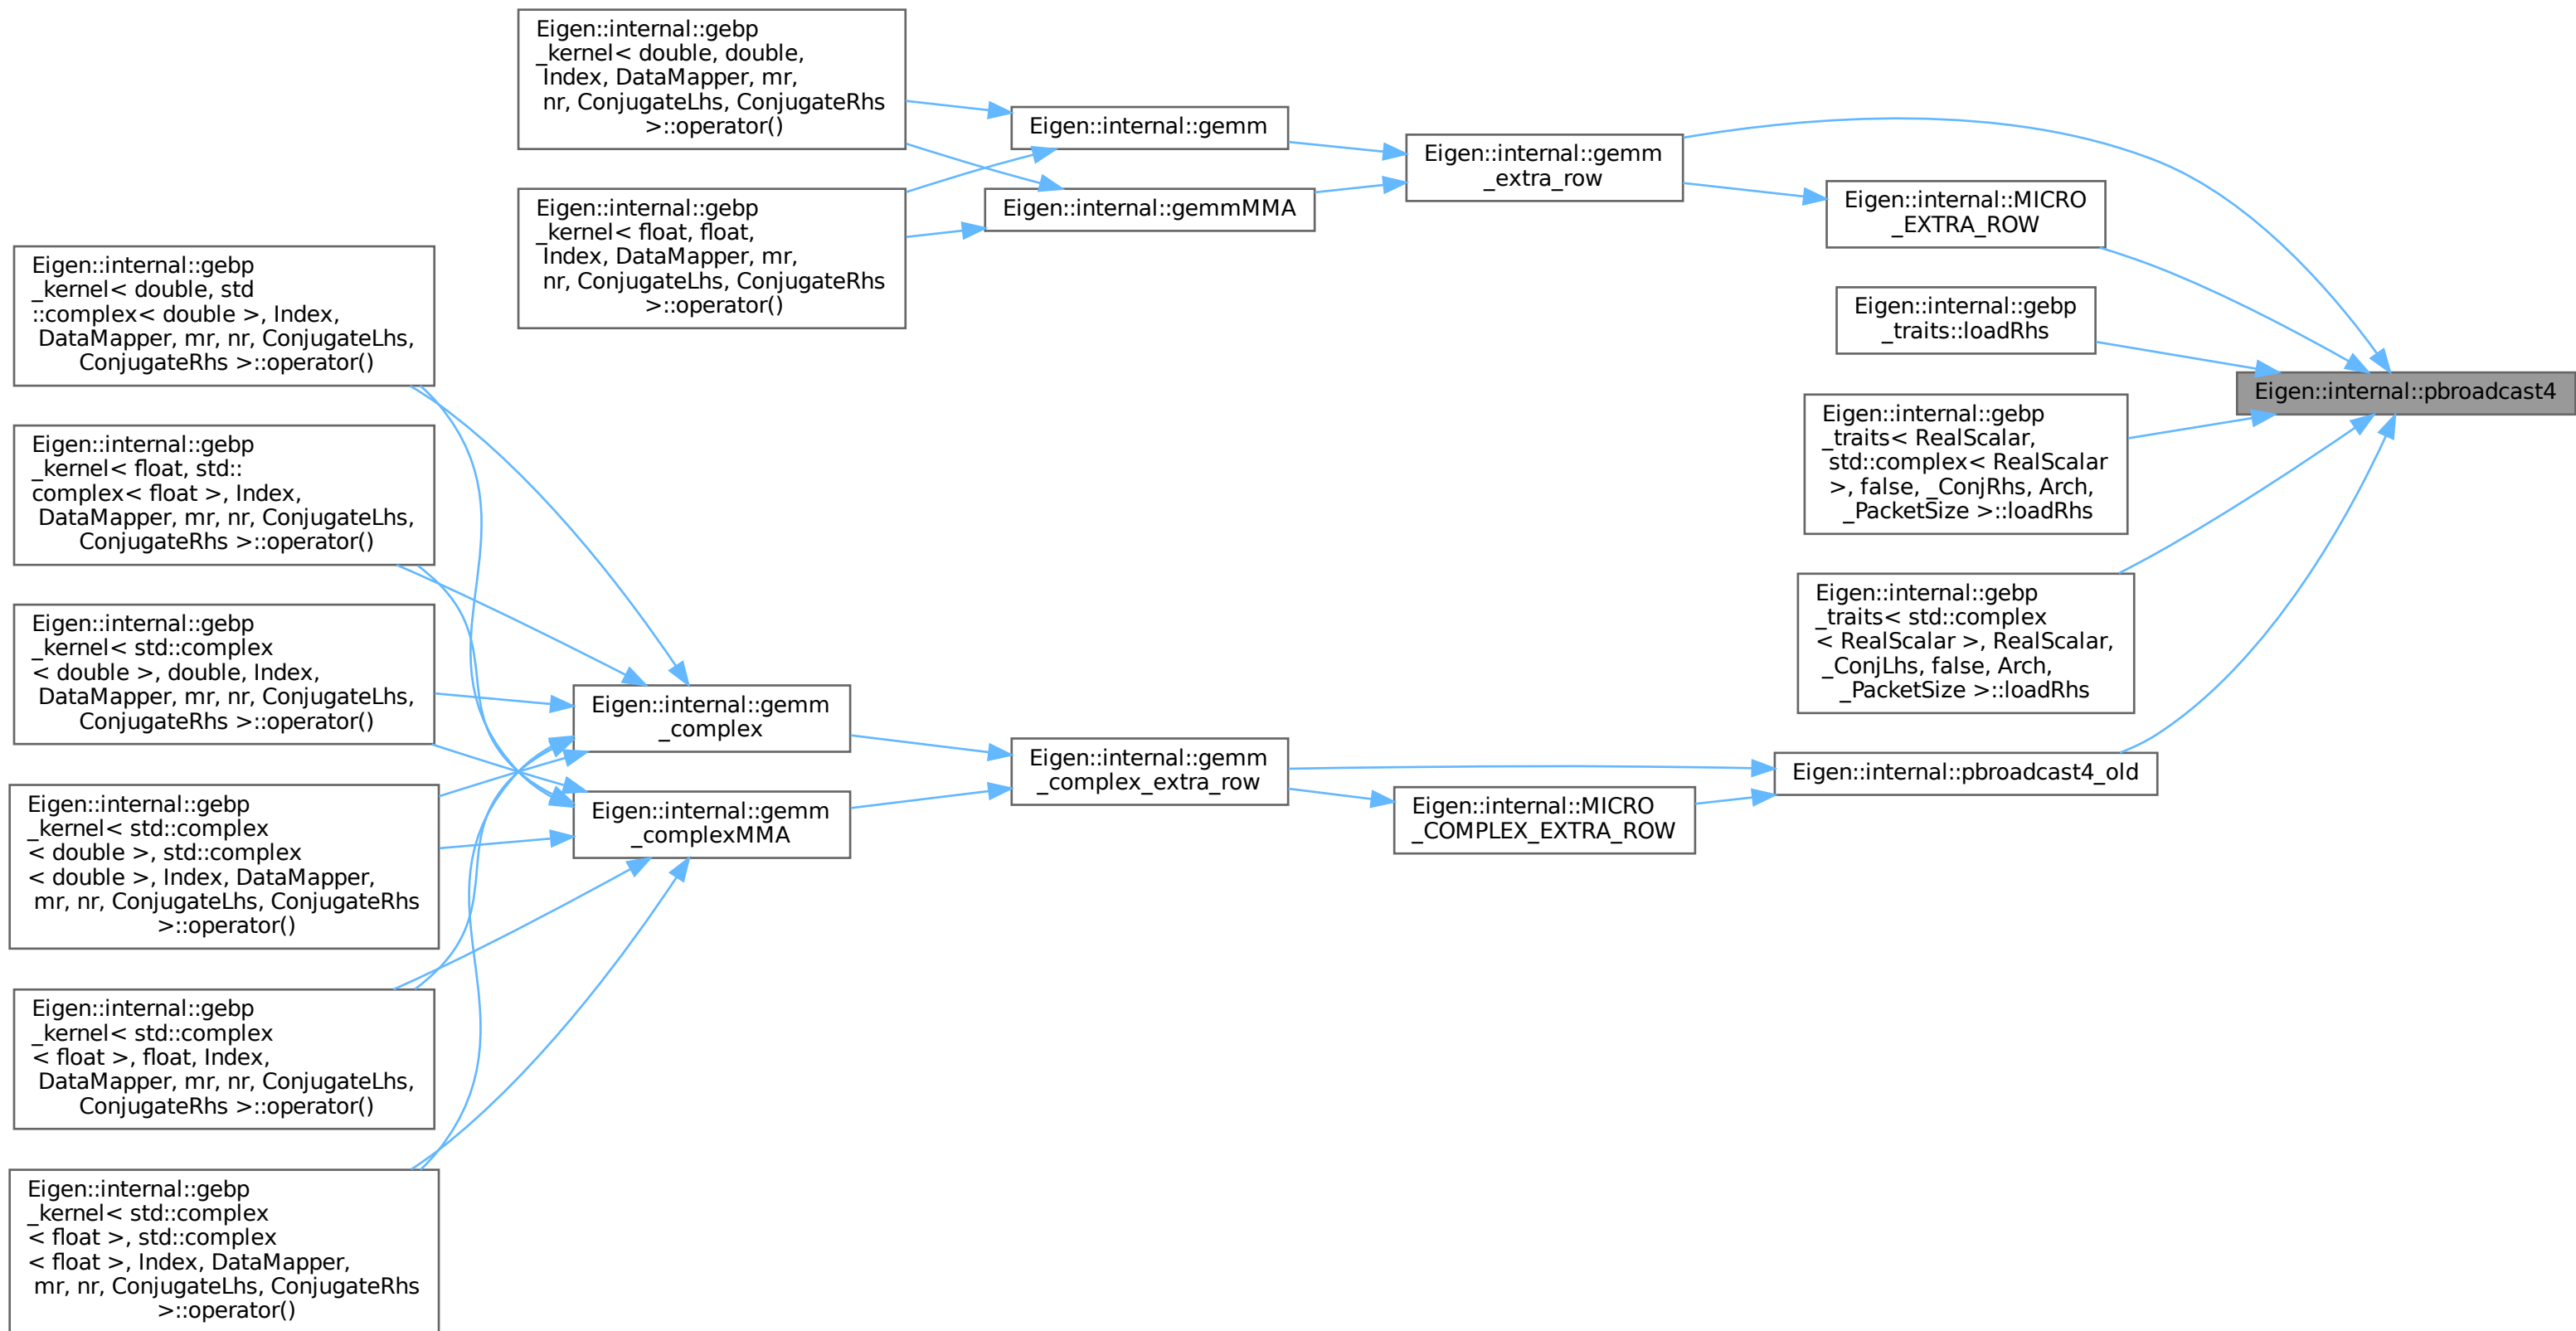 Eigen::internal::gebp
_kernel< double, double,
Index, DataMapper, mr,
nr, ConjugateLhs, ConjugateRhs
>::operator()
Eigen::internal::gemm
Eigen::internal::gemm
_extra_row
Eigen::internal::MICRO
_EXTRA_ROW
Eigen::internal::gebp
_kernel< float, float,
Index, DataMapper, mr,
nr, ConjugateLhs, ConjugateRhs
>::operator()
Eigen::internal::gemmMMA
Eigen::internal::gebp
_traits::loadRhs
Eigen::internal::pbroadcast4
Eigen::internal::gebp
_traits< RealScalar,
std::complex< RealScalar
>, false, _ConjRhs, Arch,
_PacketSize >::loadRhs
Eigen::internal::gebp
_traits< std::complex
< RealScalar >, RealScalar,
_ConjLhs, false, Arch,
_PacketSize >::loadRhs
Eigen::internal::pbroadcast4_old
Eigen::internal::MICRO
_COMPLEX_EXTRA_ROW
Eigen::internal::gemm
_complex_extra_row
Eigen::internal::gemm
_complex
Eigen::internal::gemm
_complexMMA
Eigen::internal::gebp
_kernel< double, std
::complex< double >, Index,
DataMapper, mr, nr, ConjugateLhs,
ConjugateRhs >::operator()
Eigen::internal::gebp
_kernel< float, std::
complex< float >, Index,
DataMapper, mr, nr, ConjugateLhs,
ConjugateRhs >::operator()
Eigen::internal::gebp
_kernel< std::complex
< double >, double, Index,
DataMapper, mr, nr, ConjugateLhs,
ConjugateRhs >::operator()
Eigen::internal::gebp
_kernel< std::complex
< double >, std::complex
< double >, Index, DataMapper,
mr, nr, ConjugateLhs, ConjugateRhs
>::operator()
Eigen::internal::gebp
_kernel< std::complex
< float >, float, Index,
DataMapper, mr, nr, ConjugateLhs,
ConjugateRhs >::operator()
Eigen::internal::gebp
_kernel< std::complex
< float >, std::complex
< float >, Index, DataMapper,
mr, nr, ConjugateLhs, ConjugateRhs
>::operator()